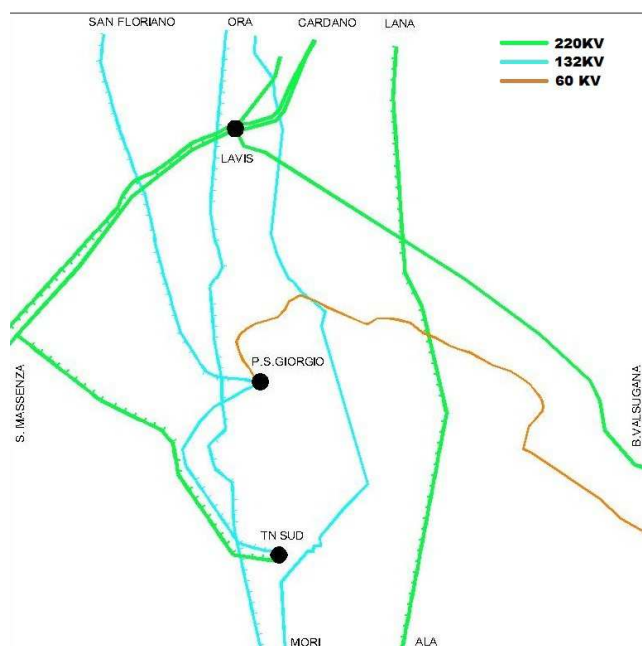 SAN FLORIANO
ORA
CARDANO
LANA
220KV
132KV
60 KV
LAVIS
P.S.GIORGIO
S. MASSENZA
B.VALSUGANA
TN SUD
MORI
ALA